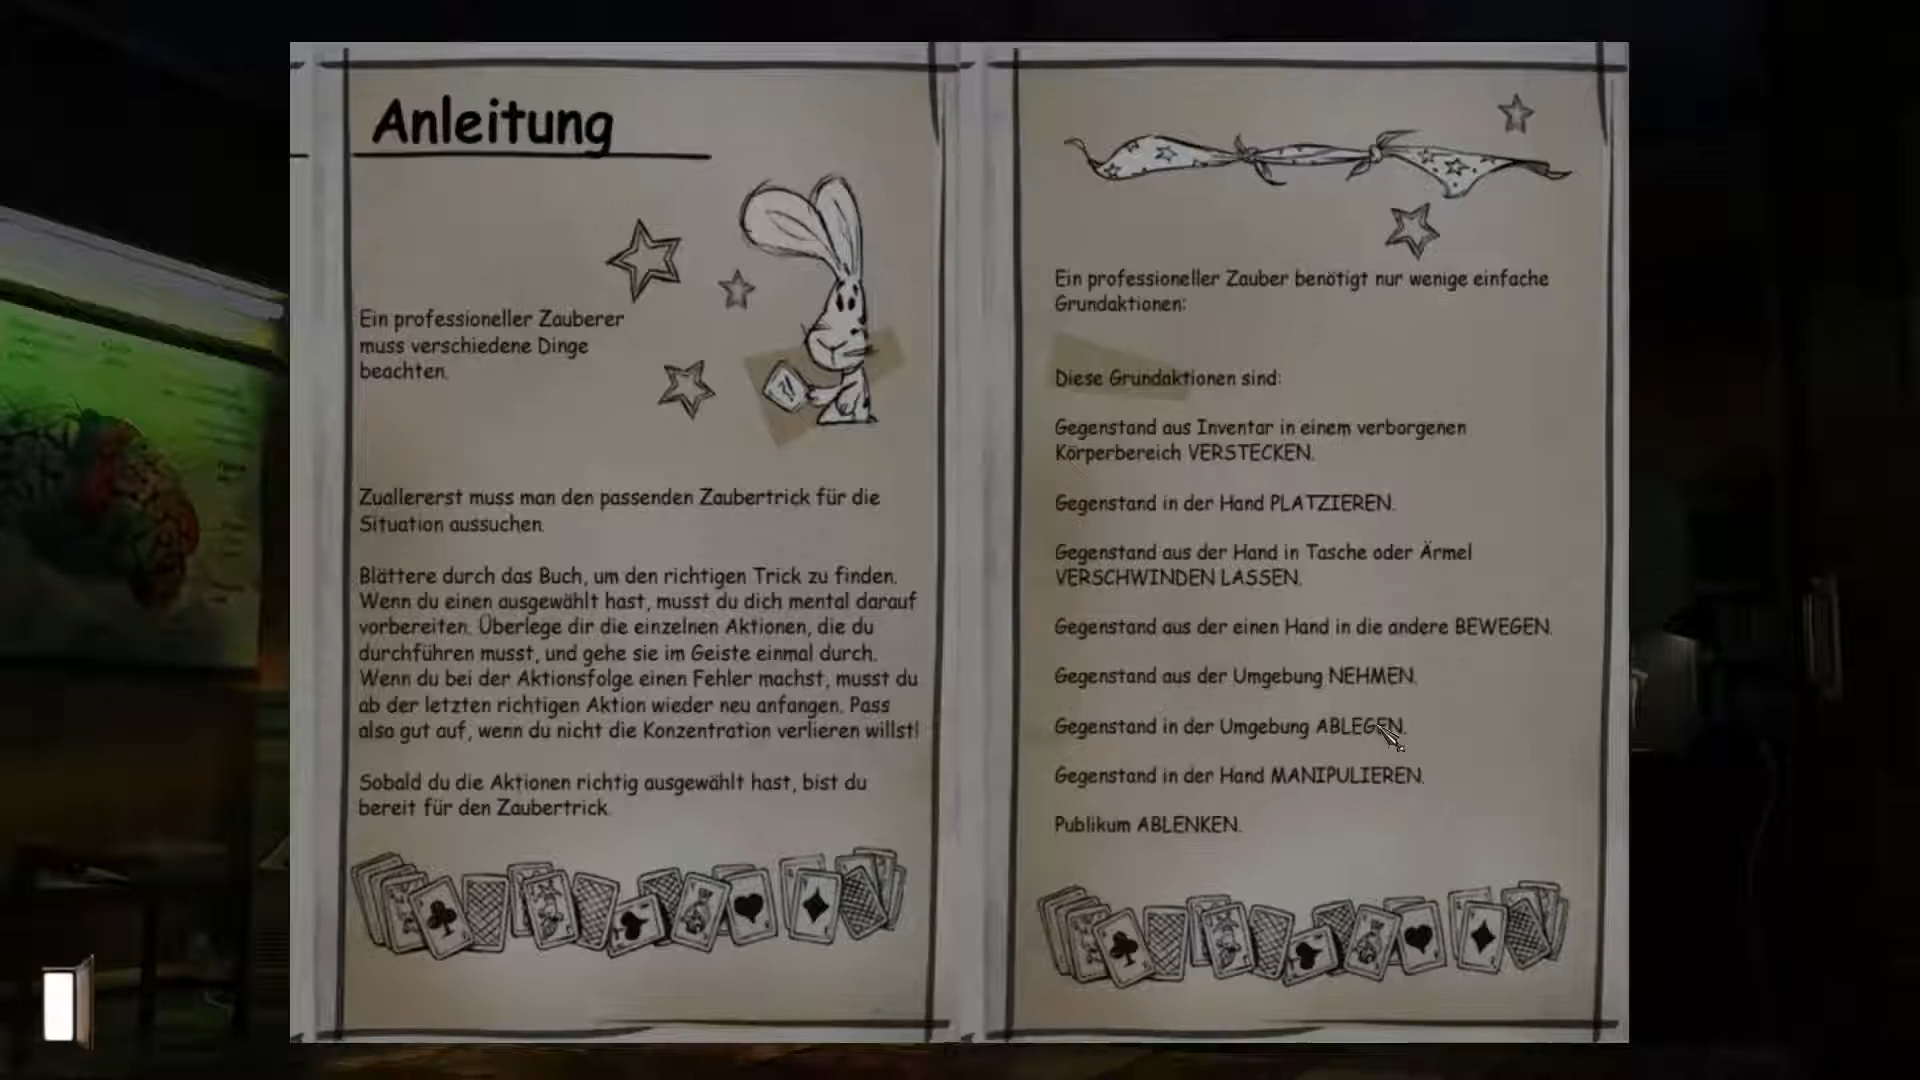 Anleitung
Ein professioneller Zauberer
muss verschiedene Dinge
beachten.
Zuallererst muss man den passenden Zaubertrick für die
Situation aussuchen.
Blättere durch das Buch, um den richtigen Trick zu finden.
Wenn du einen ausgewählt hast, musst du dich mental darauf
vorbereiten. Überlege dir die einzelnen Aktionen, die du
durchführen musst, und gehe sie im Geiste einmal durch.
Wenn du bei der Aktionsfolge einen Fehler machst, musst du
ab der letzten richtigen Aktion wieder neu anfangen. Pass
also gut auf, wenn du nicht die Konzentration verlieren willst!
Sobald du die Aktionen richtig ausgewählt hast, bist du
bereit für den Zaubertrick.
Ein professioneller Zauber benötigt nur wenige einfache
Grundaktionen:
Diese Grundaktionen sind:
Gegenstand aus Inventar in einem verborgenen
Körperbereich VERSTECKEN.
Gegenstand in der Hand PLATZIEREN.
Gegenstand aus der Hand in Tasche oder Ärmel
VERSCHWINDEN LASSEN.
Gegenstand aus der einen Hand in die andere BEWEGEN.
Gegenstand aus der Umgebung NEHMEN.
Gegenstand in der Umgebung ABLEGEN.
Gegenstand in der Hand MANIPULIEREN.
Publikum ABLENKEN.